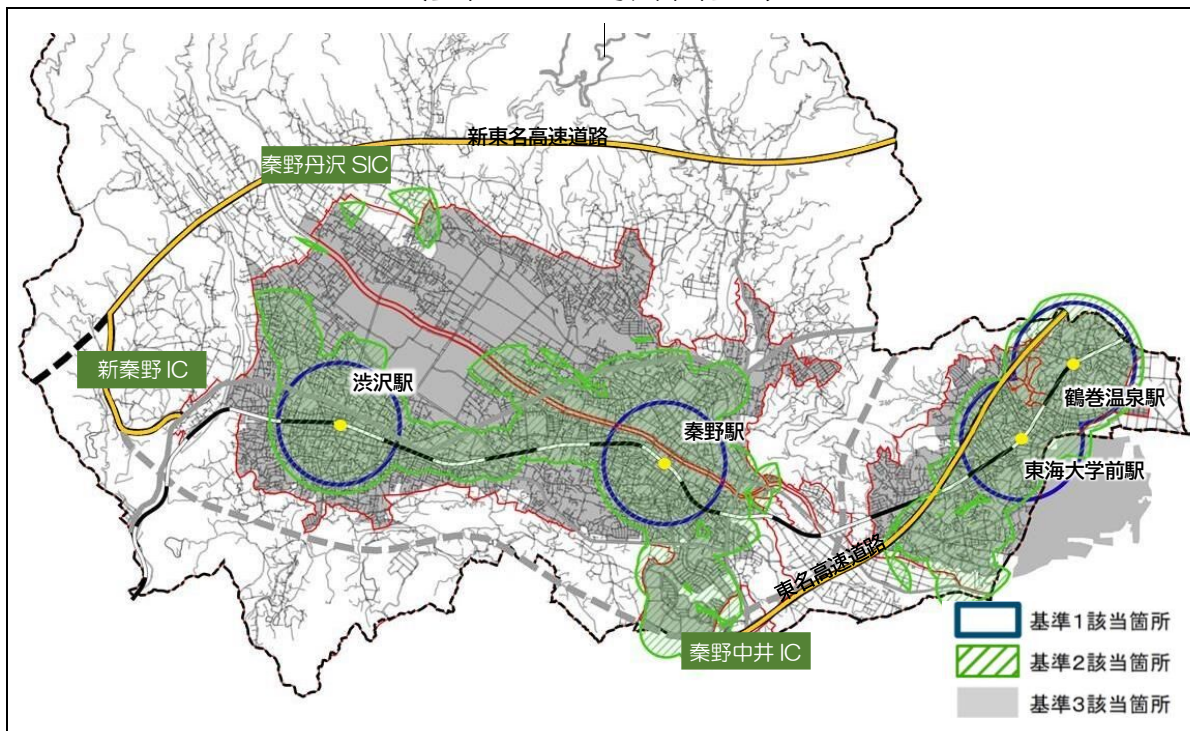 新東名高速道路
秦野丹沢 SIC
新秦野 IC
渋沢駅
秦野駅
鶴巻温泉駅
東海大学前駅
東名高速道路
秦野中井 IC
基準1該当箇所
基準2該当箇所
基準3該当箇所